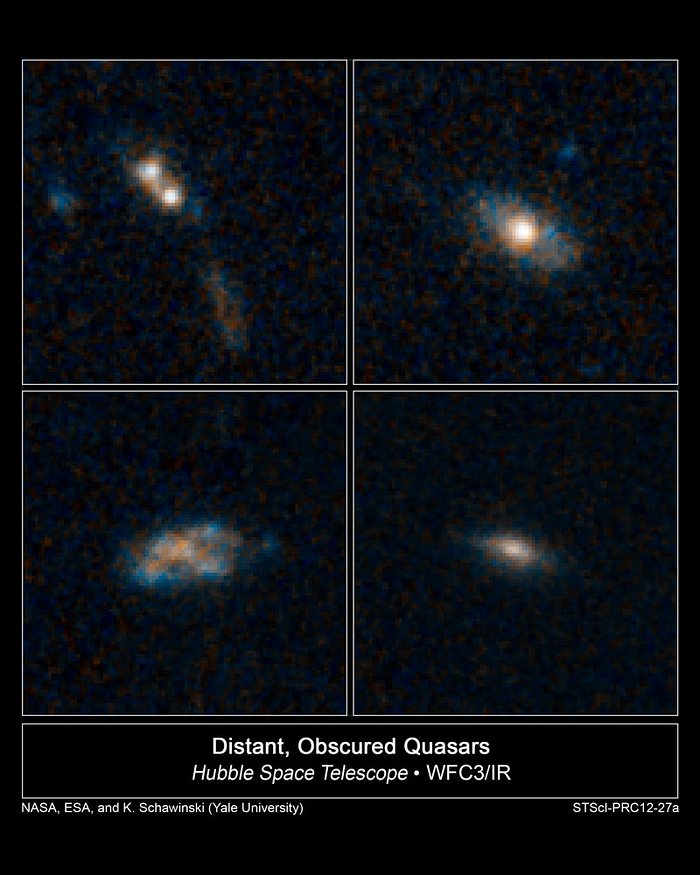 Distant, Obscured Quasars
Hubble Space Telescope • WFC3/IR
NASA, ESA, and K. Schawinski (Yale University)
STScI-PRC12-27a